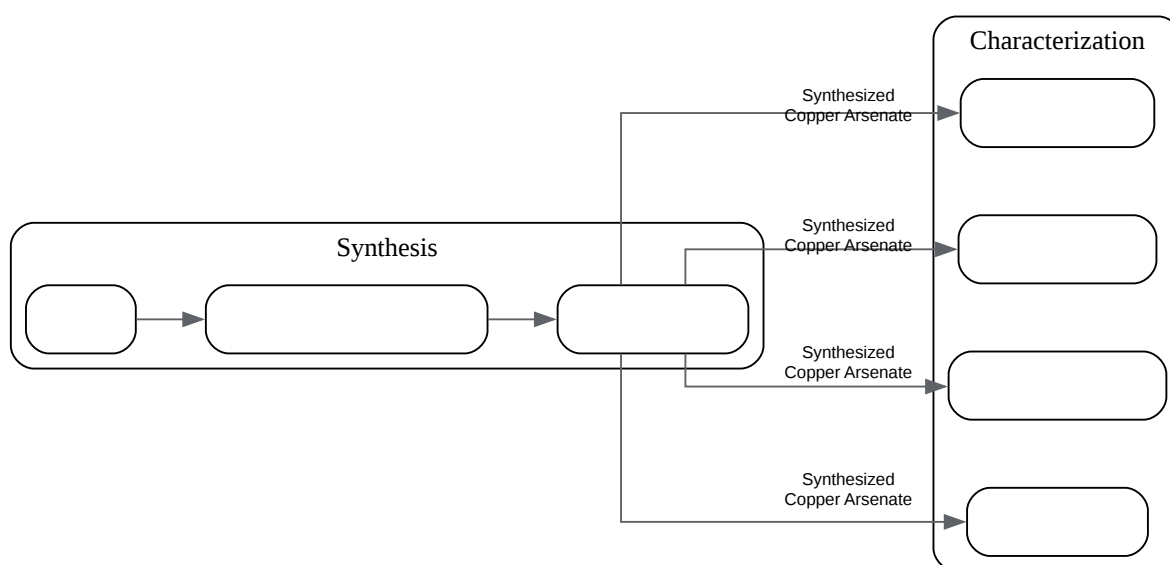 Characterization
Synthesized
Copper Arsenate
Synthesized
Copper Arsenate
Synthesis
Synthesized
Copper Arsenate
Synthesized
Copper Arsenate